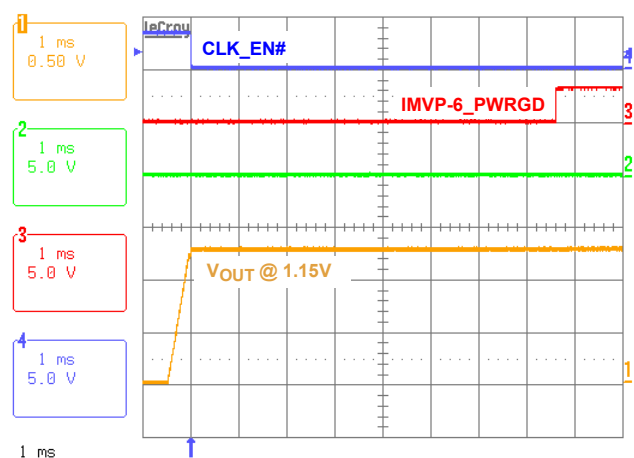 1
1 ms
0.50 V
2
1 ms
5.0 V
3
1 ms
5.0 V
4
1 ms
5.0 V
1 ms
LeCroy
CLK_EN#
4
IMVP-6_PWRGD
3
2
VOUT @ 1.15V
1